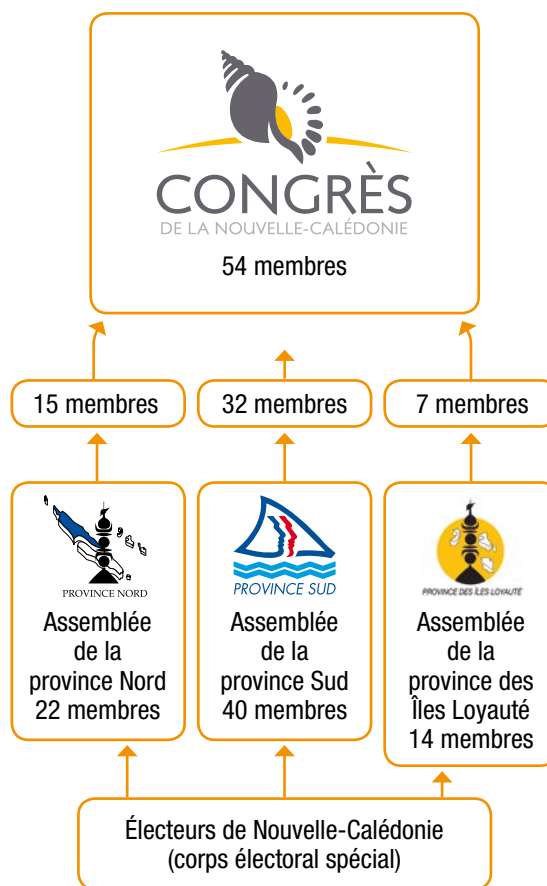 CONGRÈS
DE LA NOUVELLE-CALÉDONIE
54 membres
15 membres
32 membres
7 membres
PROVINCE NORD
Assemblée
de la
province Nord
22 membres
PROVINCE SUD
Assemblée
de la
province Sud
40 membres
PROVINCE DES ÎLES LOYAUTÉ
Assemblée
de la
province des
Îles Loyauté
14 membres
Électeurs de Nouvelle-Calédonie
(corps électoral spécial)